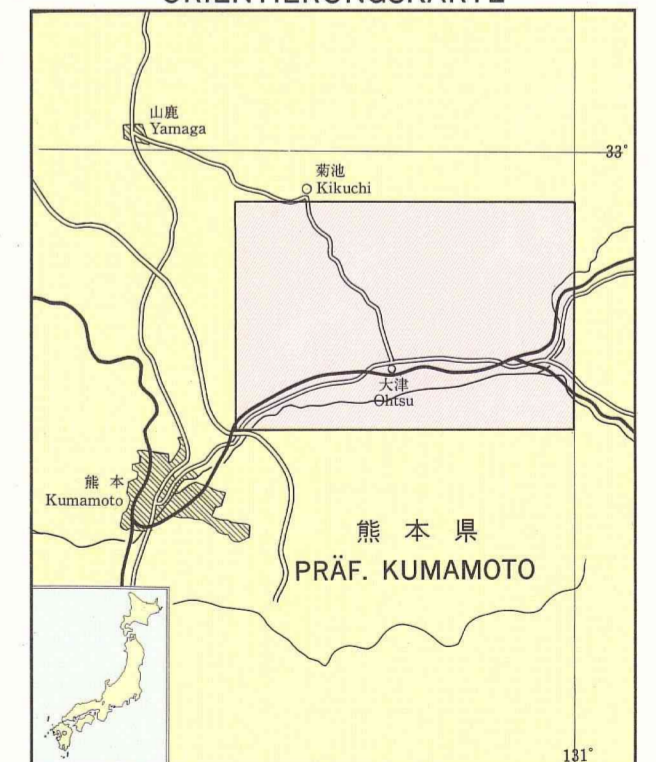 ORIENTIERUNGSKARTE
山鹿
Yamaga
33°
菊池
Kikuchi
大津
Ohtsu
熊本
Kumamoto
熊本県
PRÄF. KUMAMOTO
131°